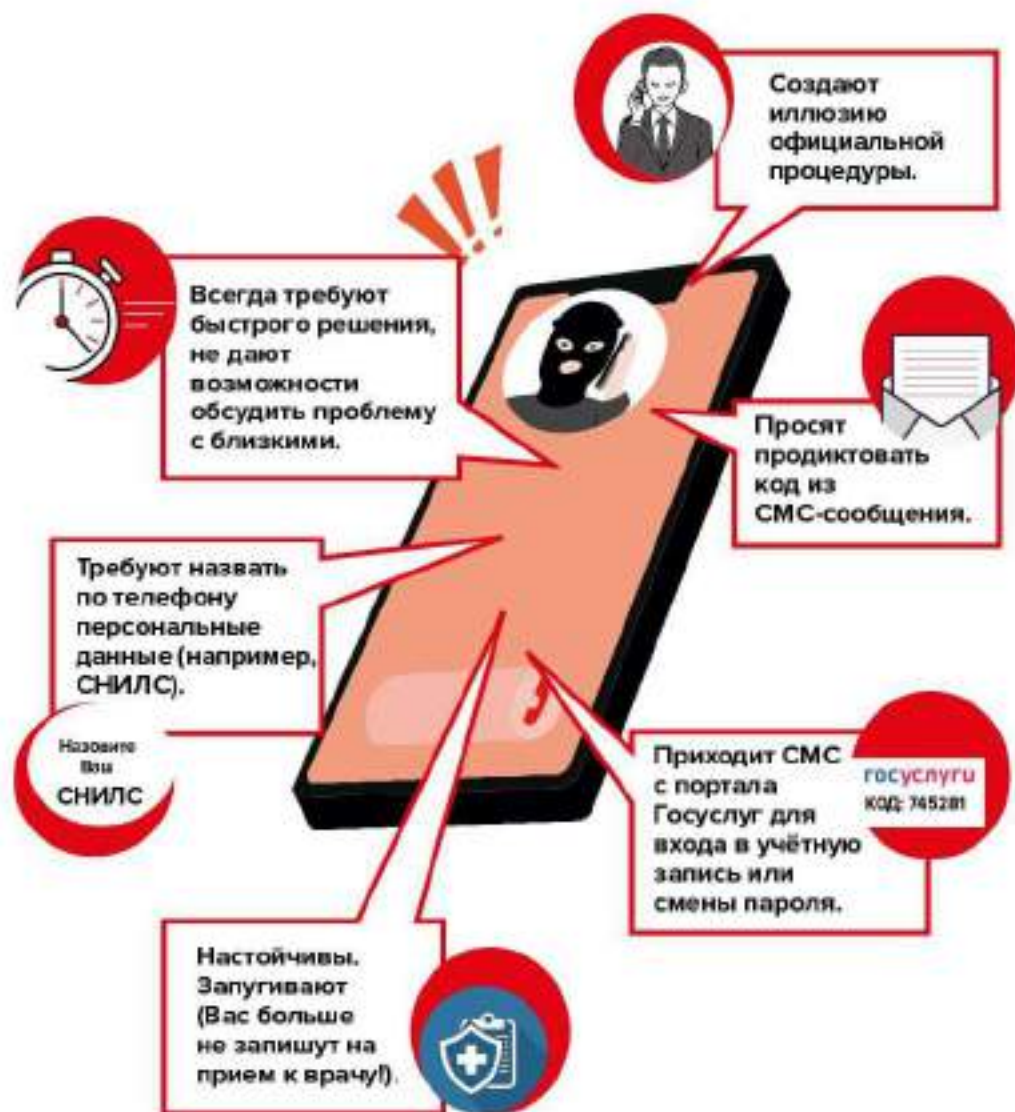 Создают
иллюзию
официальной
процедуры.
Всегда требуют
быстрого решения,
не дают
возможности
обсудить проблему
с близкими.
Просят
продиктовать
код из
СМС-сообщения.
Требуют назвать
по телефону
персональные
данные (например,
СНИЛС).
Назовите
Ваш
СНИЛС
Приходит СМС
с портала
Госуслуг для
входа в учётную
запись или
смены пароля.
госуслуги
КОД: 745281
Настойчивы.
Запугивают
(Вас больше
не запишут на
прием к врачу!).